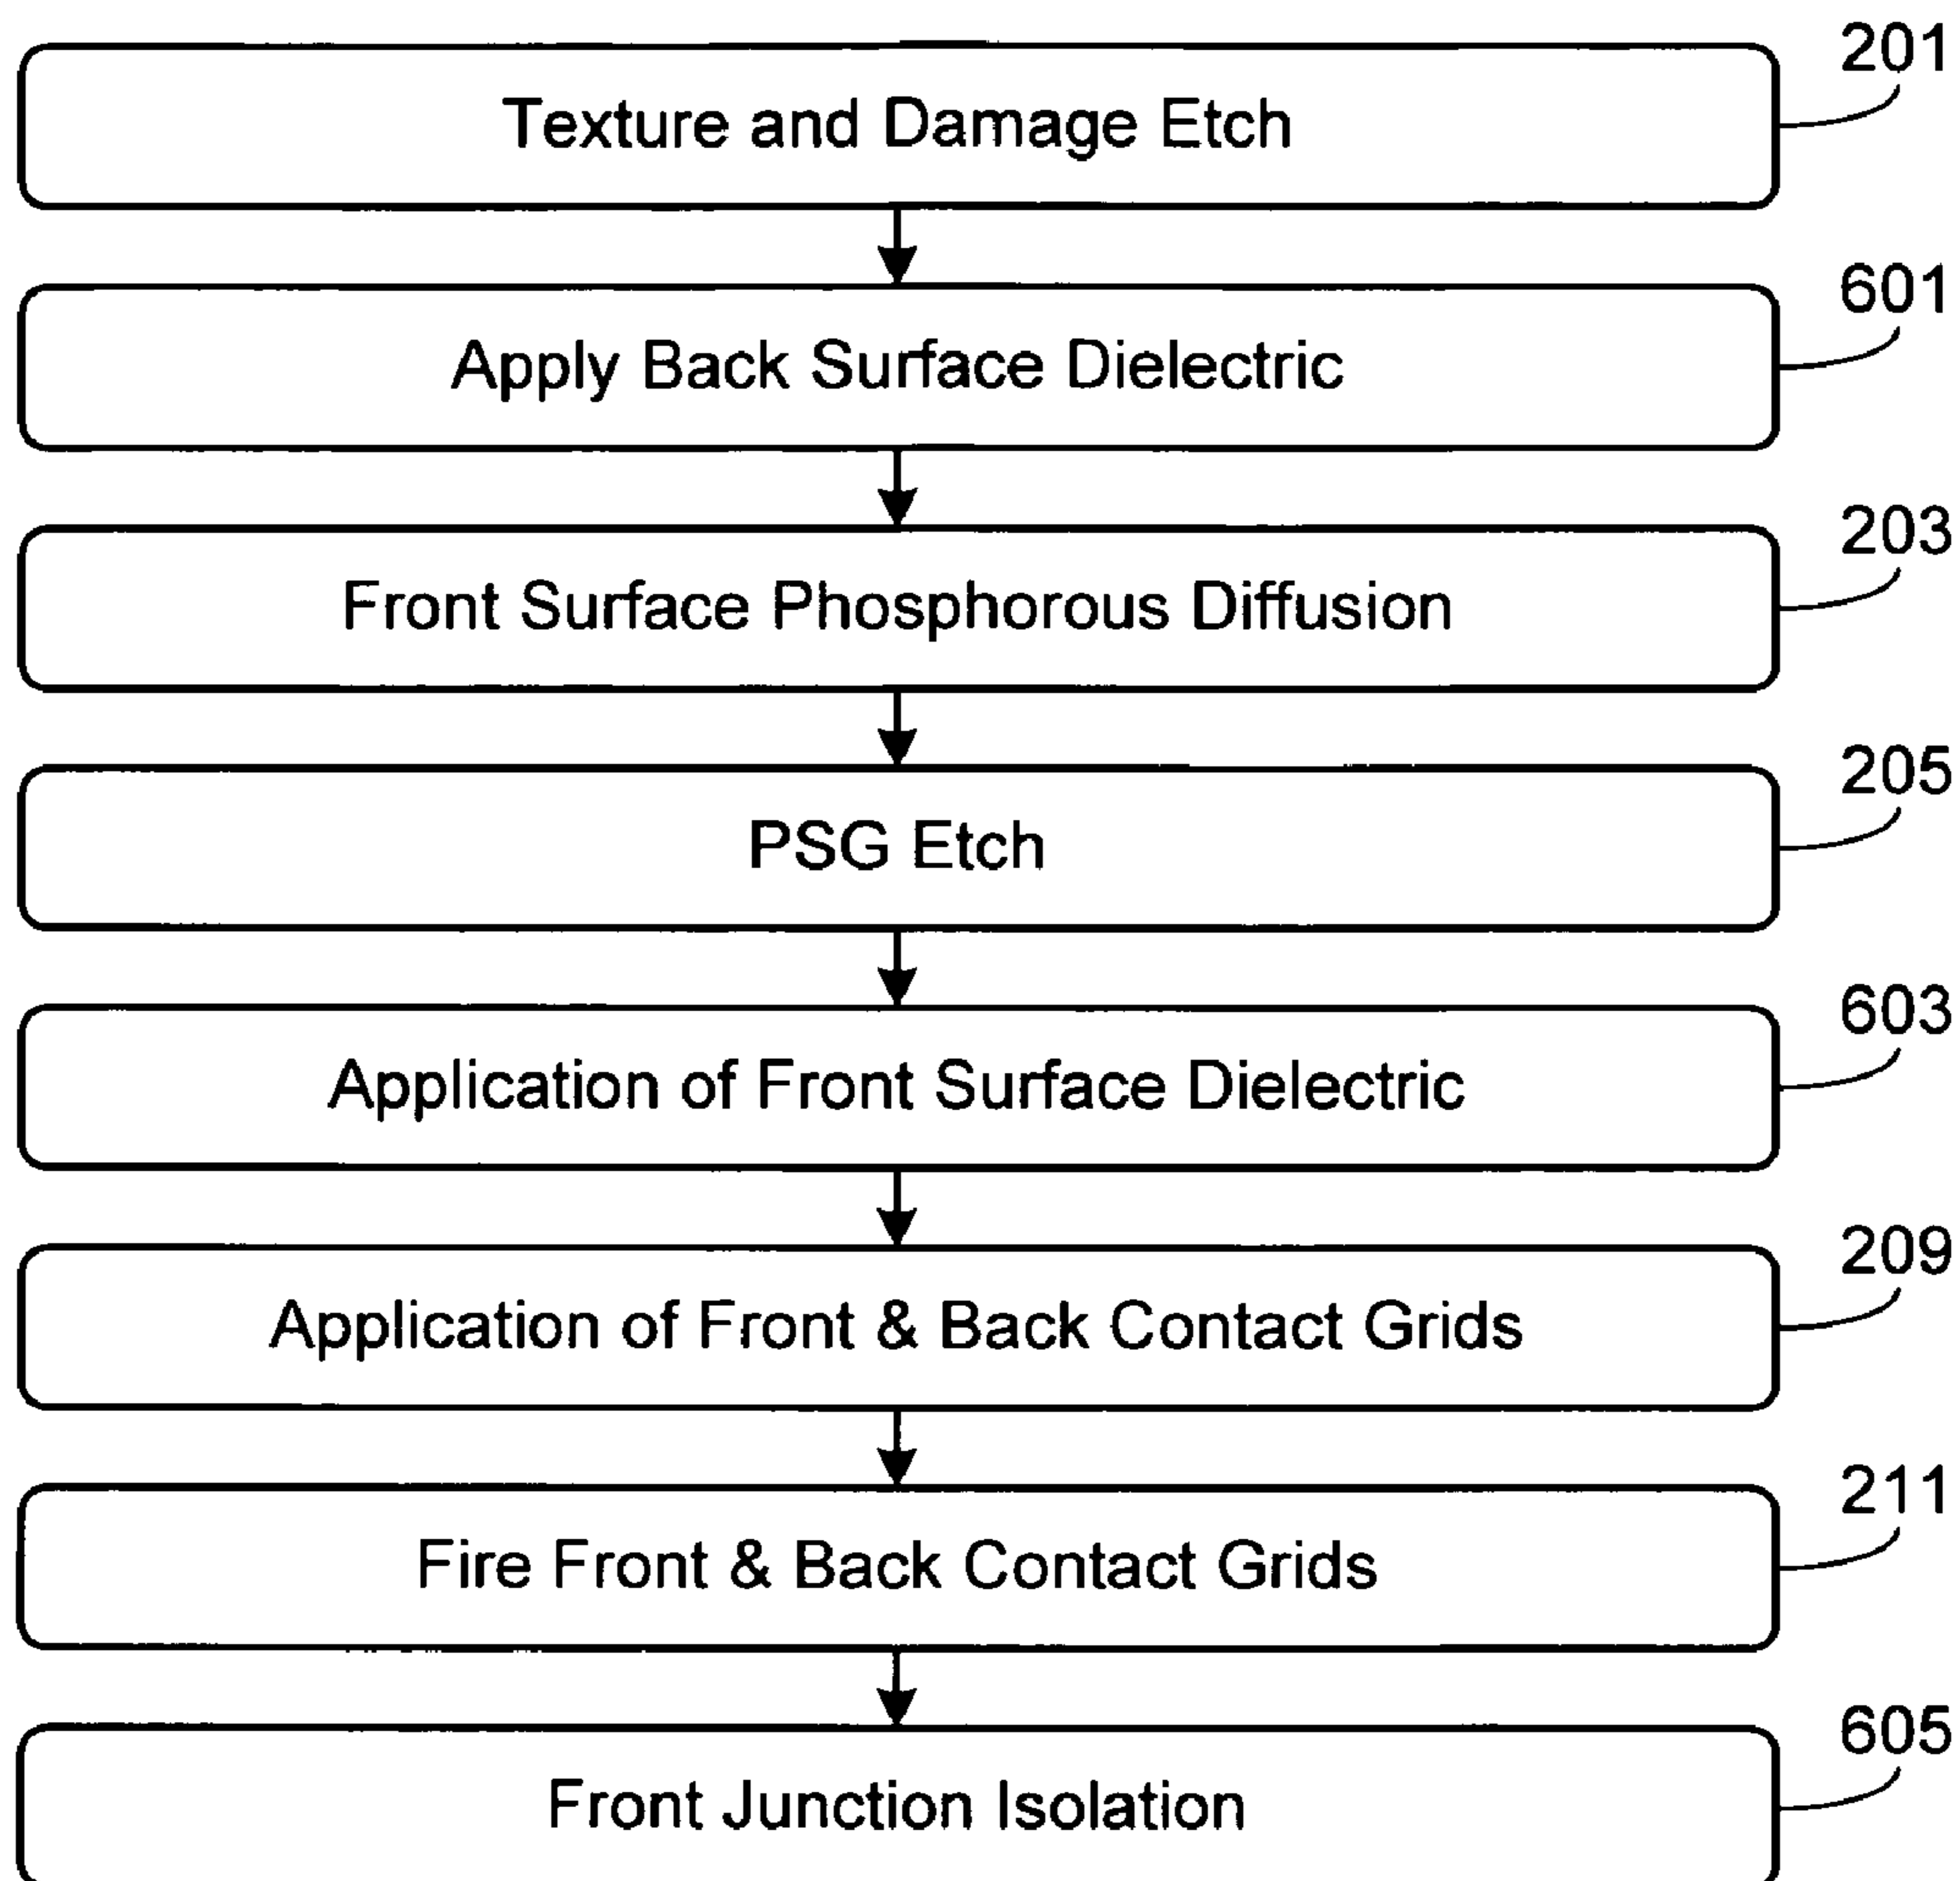 201
Texture and Damage Etch
601
Apply Back Surface Dielectric
203
Front Surface Phosphorous Diffusion
205
PSG Etch
603
Application of Front Surface Dielectric
209
Application of Front & Back Contact Grids
211
Fire Front & Back Contact Grids
605
Front Junction Isolation